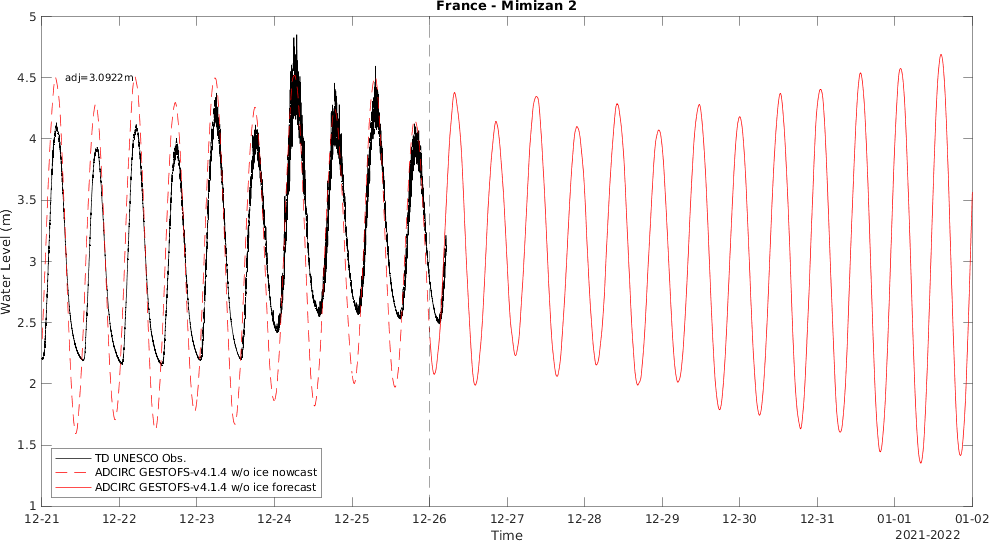 France - Mimizan 2
adj=3.0922m
5
4.5
4
3.5
3
2.5
2
1.5
1
Water Level (m)
TD UNESCO Obs.
ADCIRC GESTOFS-v4.1.4 w/o ice nowcast
ADCIRC GESTOFS-v4.1.4 w/o ice forecast
12-21 12-22 12-23 12-24 12-25 12-26 12-27 12-28 12-29 12-30 12-31 01-01 01-02
Time
2021-2022